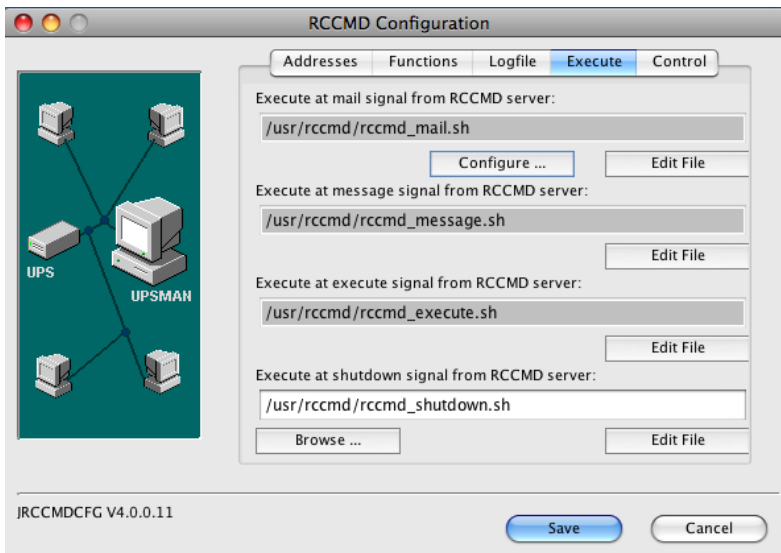 RCCMD Configuration
Addresses Functions Logfile Execute Control
Execute at mail signal from RCCMD server:
/usr/rccmd/rccmd_mail.sh
Configure ... Edit File
Execute at message signal from RCCMD server:
/usr/rccmd/rccmd_message.sh
Edit File
Execute at execute signal from RCCMD server:
/usr/rccmd/rccmd_execute.sh
Edit File
Execute at shutdown signal from RCCMD server:
/usr/rccmd/rccmd_shutdown.sh
Browse ... Edit File
UPS
UPSMAN
JRCCMDCFG V4.0.0.11
Save Cancel